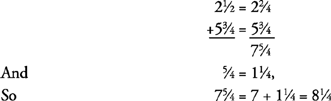 2½ = 2²⁄₄
+5¾ = 5¾
7⁵⁄₄
And ⁵⁄₄ = 1¼,
So 7⁵⁄₄ = 7 + 1¼ = 8¼